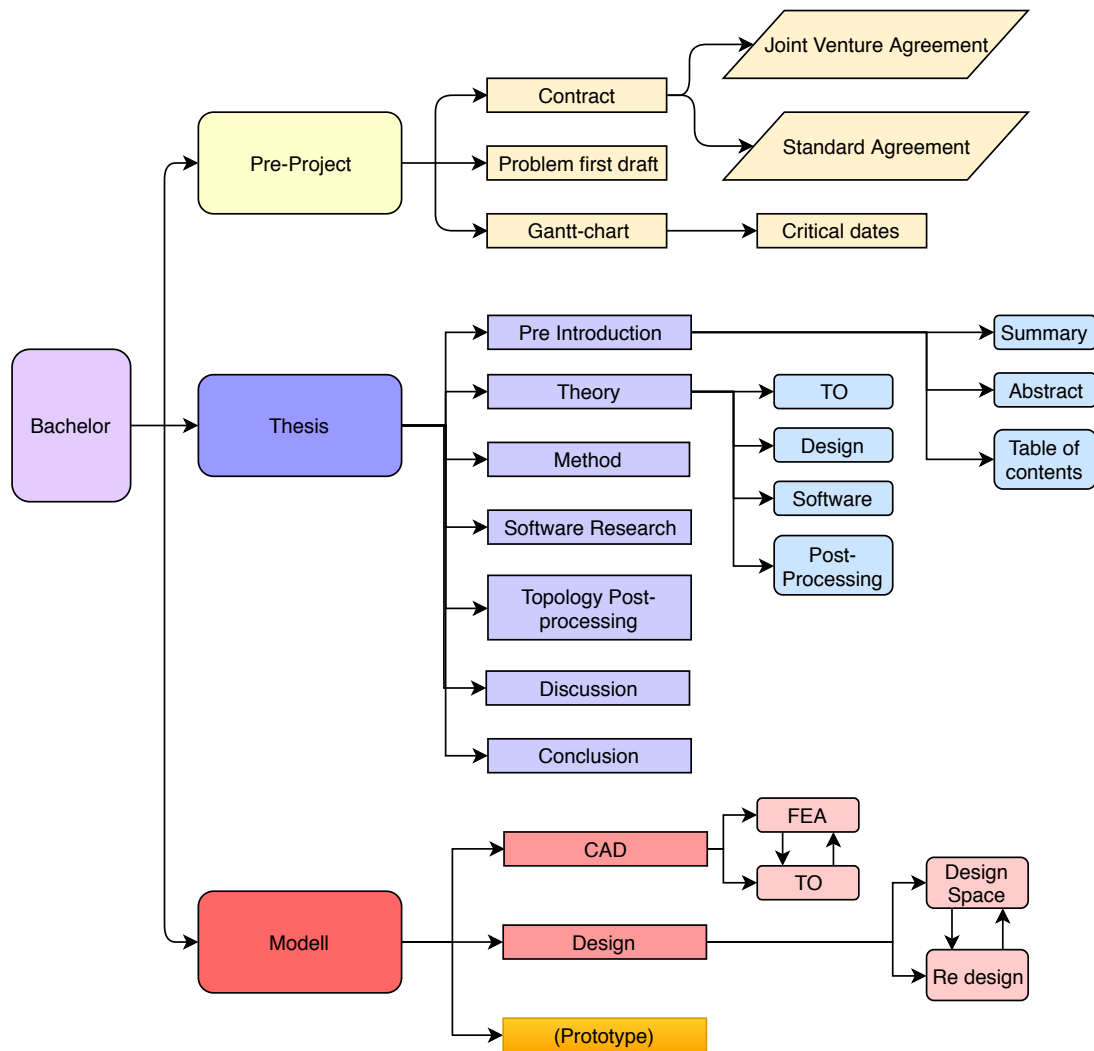 Joint Venture Agreement
Contract
Pre-Project
Standard Agreement
Problem first draft
Gantt-chart
Critical dates
Bachelor
Thesis
Pre Introduction
Summary
Theory
TO
Abstract
Design
Method
Table of
contents
Software
Software Research
Post-
Processing
Topology Post-
processing
Discussion
Conclusion
Modell
CAD
FEA
TO
Design
Design
Space
Re design
(Prototype)